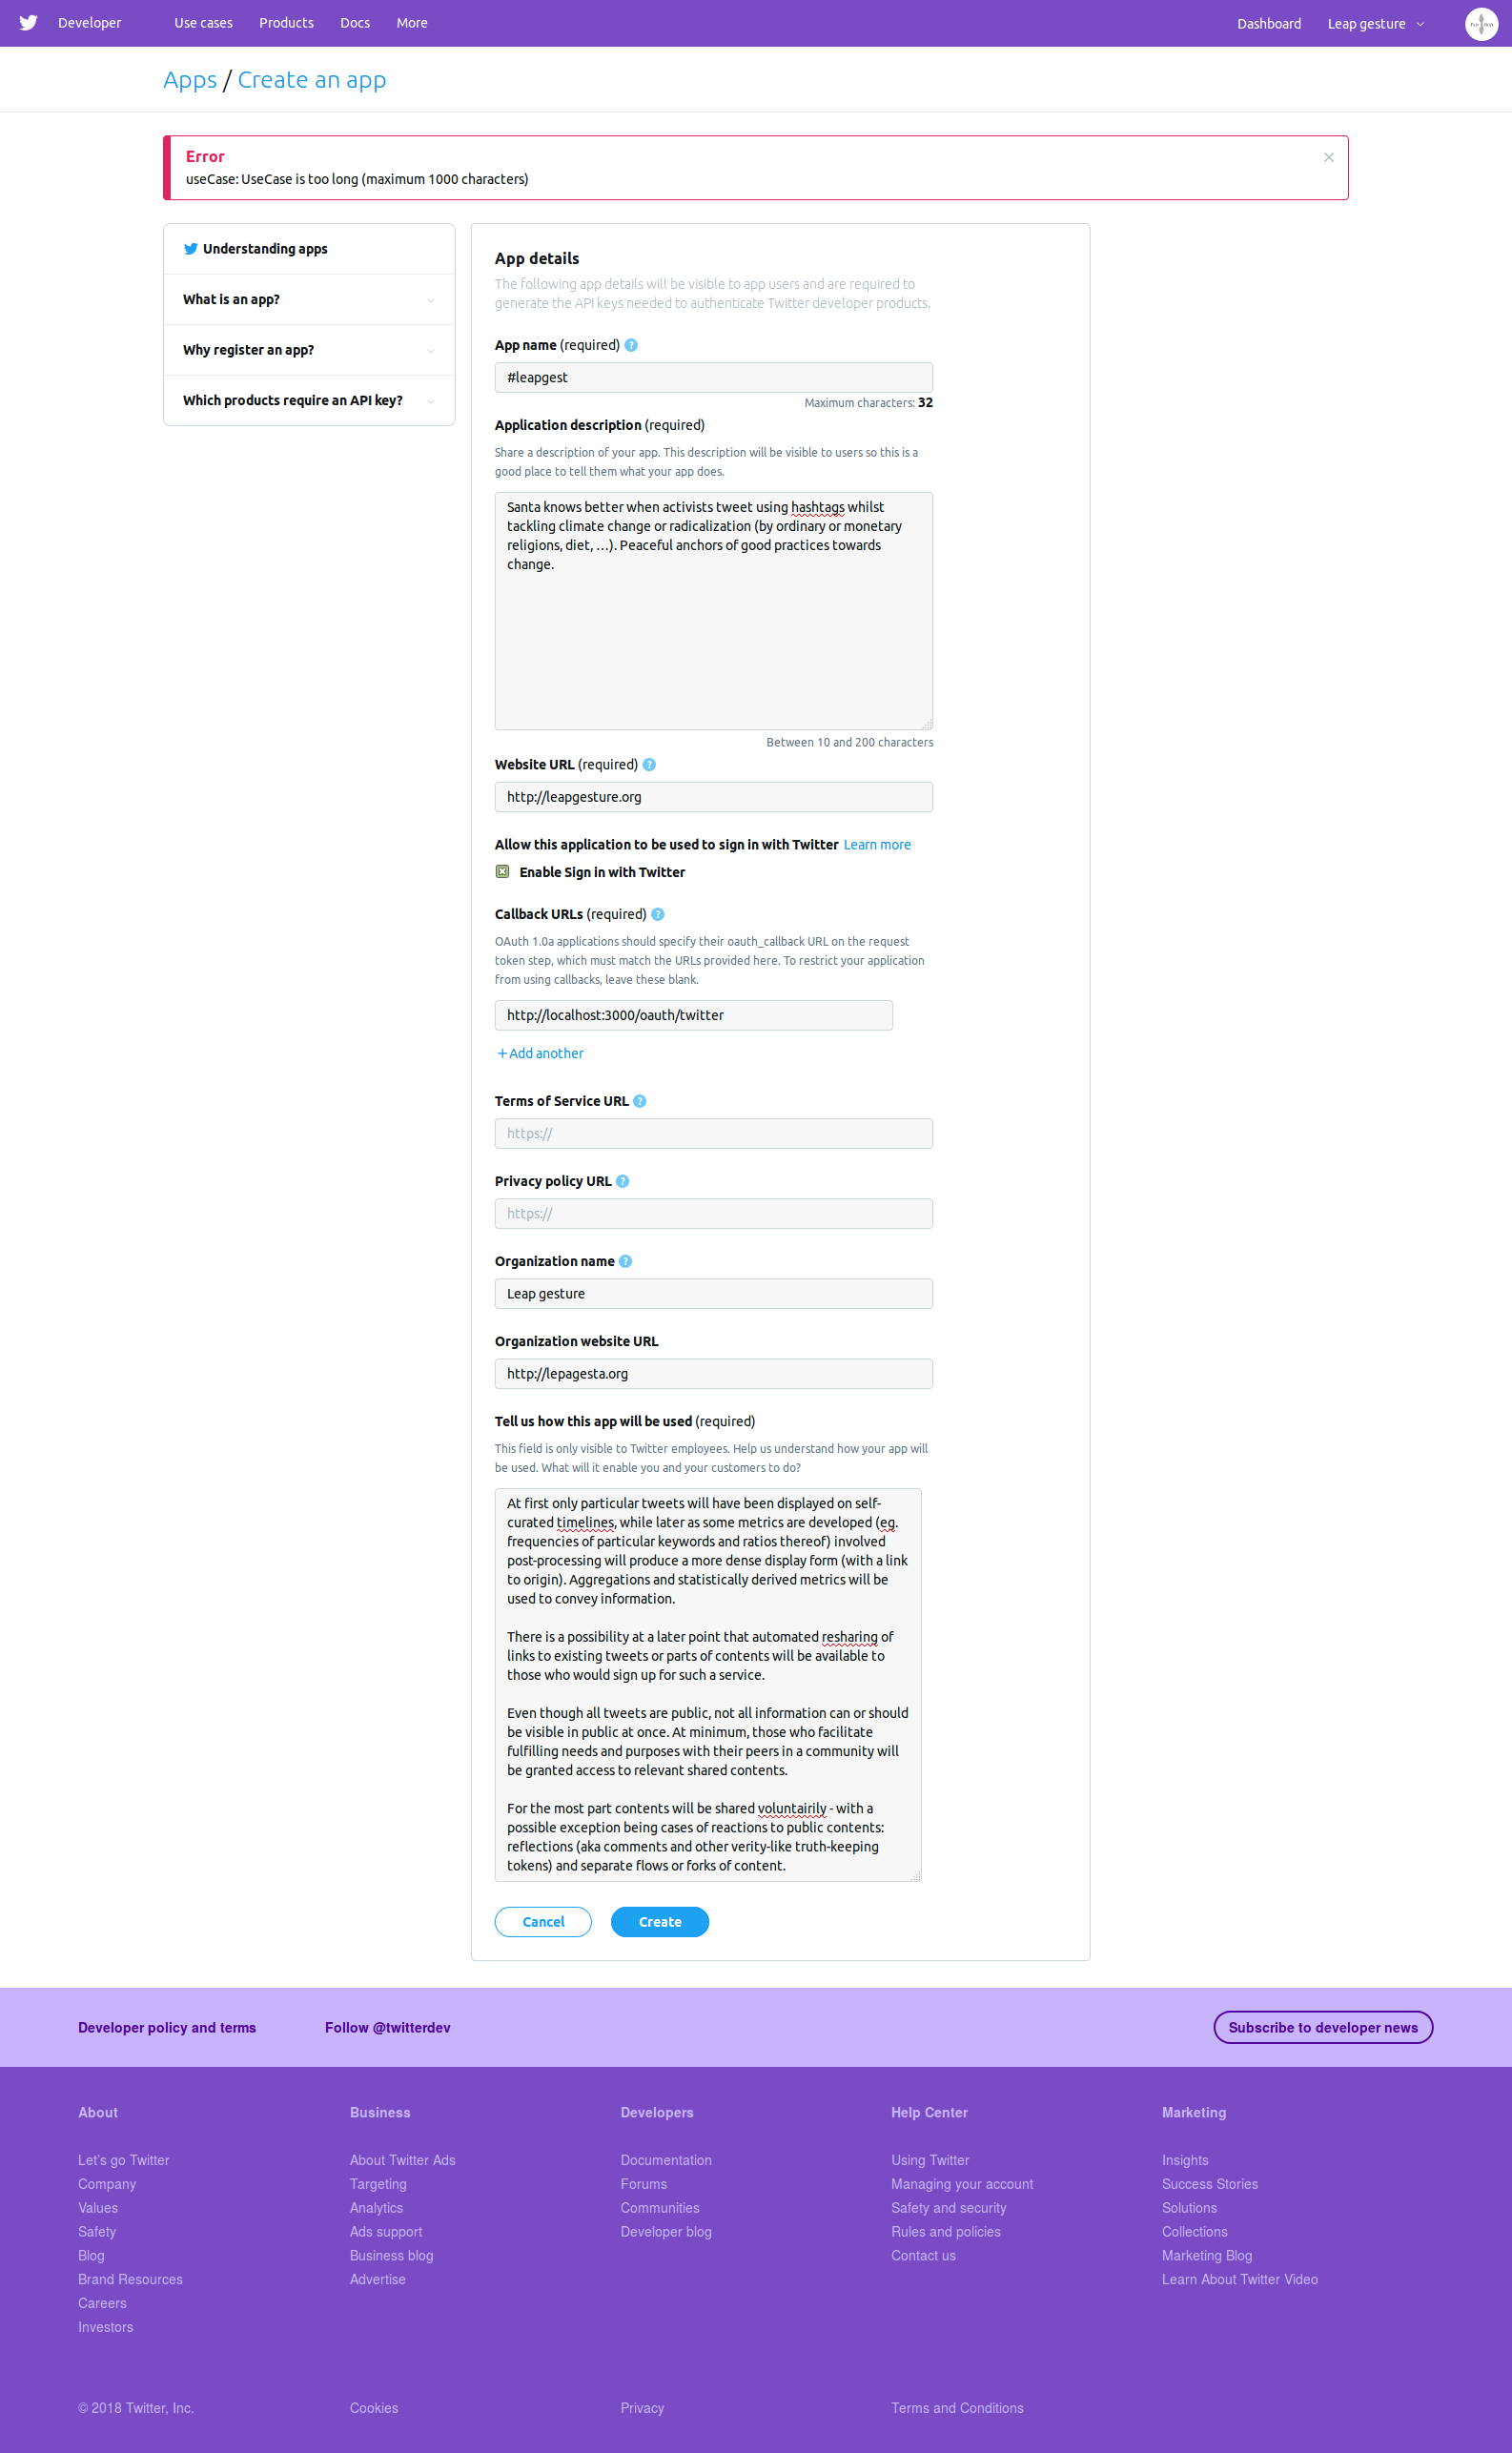 Developer
Use cases
Products
Docs
More
Dashboard
Leap gesture
Apps / Create an app
Error
useCase: UseCase is too long (maximum 1000 characters)
Understanding apps
What is an app?
Why register an app?
Which products require an API key?
App details
The following app details will be visible to app users and are required to
generate the API keys needed to authenticate Twitter developer products.
App name (required) ?
#leapgest
Maximum characters: 32
Application description (required)
Share a description of your app. This description will be visible to users so this is a
good place to tell them what your app does.
Santa knows better when activists tweet using hashtags whilst
tackling climate change or radicalization (by ordinary or monetary
religions, diet, …). Peaceful anchors of good practices towards
change.
Between 10 and 200 characters
Website URL (required) ?
http://leapgesture.org
Allow this application to be used to sign in with Twitter Learn more
Enable Sign in with Twitter
Callback URLs (required) ?
OAuth 1.0a applications should specify their oauth_callback URL on the request
token step, which must match the URLs provided here. To restrict your application
from using callbacks, leave these blank.
http://localhost:3000/oauth/twitter
+Add another
Terms of Service URL ?
https://
Privacy policy URL ?
https://
Organization name ?
Leap gesture
Organization website URL
http://lepagesta.org
Tell us how this app will be used (required)
This field is only visible to Twitter employees. Help us understand how your app will
be used. What will it enable you and your customers to do?
At first only particular tweets will have been displayed on self-
curated timelines, while later as some metrics are developed (eg.
frequencies of particular keywords and ratios thereof) involved
post-processing will produce a more dense display form (with a link
to origin). Aggregations and statistically derived metrics will be
used to convey information.
There is a possibility at a later point that automated resharing of
links to existing tweets or parts of contents will be available to
those who would sign up for such a service.
Even though all tweets are public, not all information can or should
be visible in public at once. At minimum, those who facilitate
fulfilling needs and purposes with their peers in a community will
be granted access to relevant shared contents.
For the most part contents will be shared voluntairily - with a
possible exception being cases of reactions to public contents:
reflections (aka comments and other verity-like truth-keeping
tokens) and separate flows or forks of content.
Cancel
Create
Developer policy and terms
Follow @twitterdev
Subscribe to developer news
About
Let's go Twitter
Company
Values
Safety
Blog
Brand Resources
Careers
Investors
Business
About Twitter Ads
Targeting
Analytics
Ads support
Business blog
Advertise
Developers
Documentation
Forums
Communities
Developer blog
Help Center
Using Twitter
Managing your account
Safety and security
Rules and policies
Contact us
Marketing
Insights
Success Stories
Solutions
Collections
Marketing Blog
Learn About Twitter Video
© 2018 Twitter, Inc.
Cookies
Privacy
Terms and Conditions